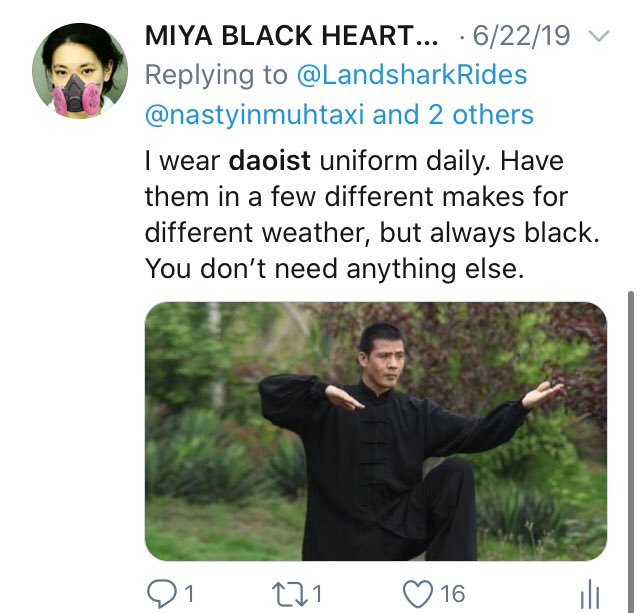 MIYA BLACK HEART... · 6/22/19
Replying to @LandsharkRides
@nastyinmuhtaxi and 2 others
I wear daoist uniform daily. Have
them in a few different makes for
different weather, but always black.
You don’t need anything else.
1 1 16